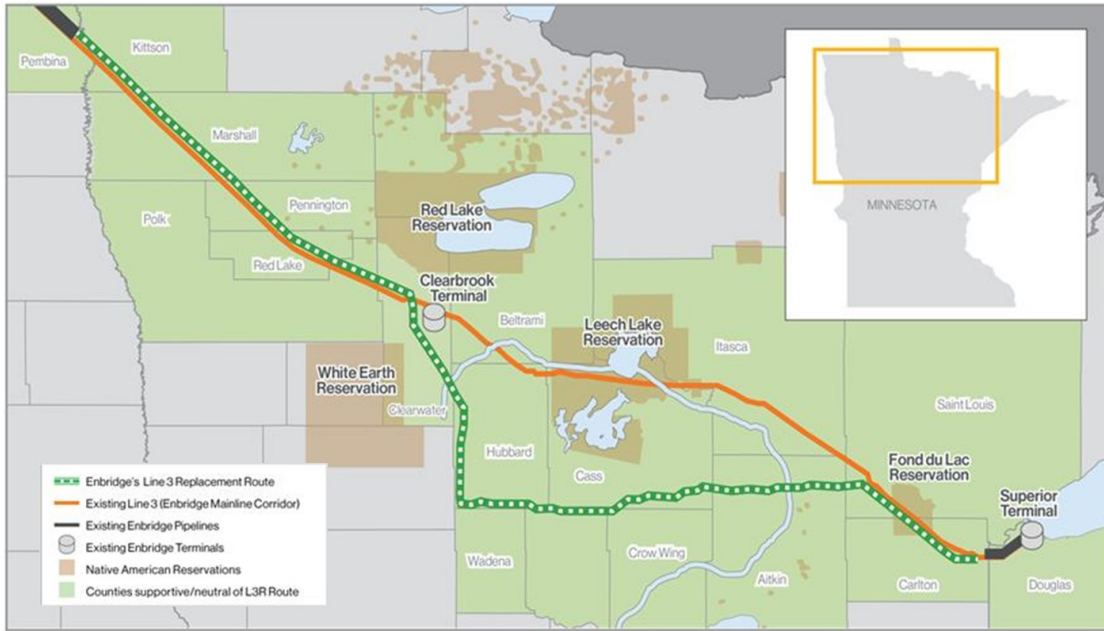 Pembina
Kittson
Marshall
Polk
Pennington
Red Lake
Red Lake
Reservation
Clearbrook
Terminal
Beltrami
Leech Lake
Reservation
Itasca
White Earth
Reservation
Clearwater
Hubbard
Cass
Saint Louis
Fond du Lac
Reservation
Superior
Terminal
Wadena
Crow Wing
Aitkin
Carlton
Douglas
MINNESOTA
Enbridge's Line 3 Replacement Route
Existing Line 3 (Enbridge Mainline Corridor)
Existing Enbridge Pipelines
Existing Enbridge Terminals
Native American Reservations
Counties supportive/neutral of L3R Route